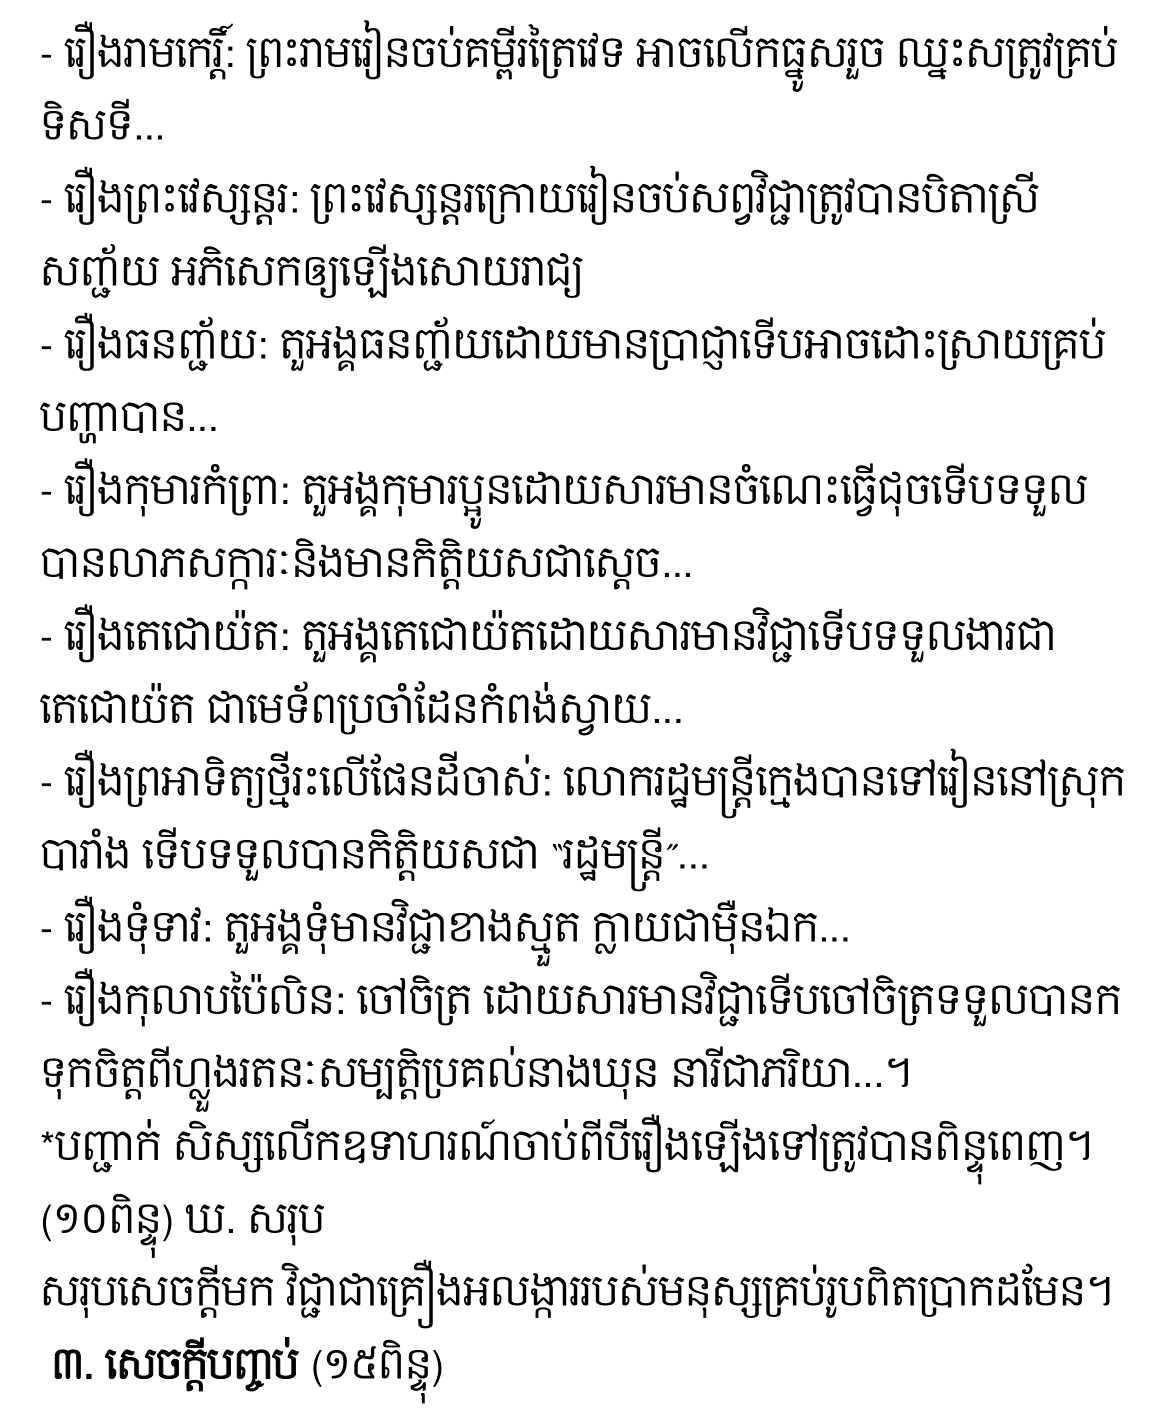 - រឿងរាមកេរ្តិ៍: ព្រះរាមរៀនចប់គម្ពីរត្រៃវេទ អាចលើកធ្នូសរួច ឈ្នះសត្រូវគ្រប់
ទិសទី...
- រឿងព្រះវេស្សន្តរ: ព្រះវេស្សន្តរក្រោយរៀនចប់សព្វវិជ្ជាត្រូវបានបិតាស្រី
សញ្ជ័យ អភិសេកឲ្យឡើងសោយរាជ្យ
- រឿងធនញ្ជ័យ: តួអង្គធនញ្ជ័យដោយមានប្រាជ្ញាទើបអាចដោះស្រាយគ្រប់
បញ្ហាបាន...
- រឿងកុមារកំព្រា: តួអង្គកុមារប្អូនដោយសារមានចំណេះធ្វើជុចទើបទទួល
បានលាភសក្ការៈនិងមានកិត្តិយសជាស្តេច...
- រឿងតេជោយ៉ត: តួអង្គតេជោយ៉តដោយសារមានវិជ្ជាទើបទទួលងារជា
តេជោយ៉ត ជាមេទ័ពប្រចាំដែនកំពង់ស្វាយ...
- រឿងព្រអាទិត្យថ្មីរះលើផែនដីចាស់: លោករដ្ឋមន្ត្រីក្មេងបានទៅរៀននៅស្រុក
បារាំង ទើបទទួលបានកិត្តិយសជា “រដ្ឋមន្ត្រី”...
- រឿងទុំទាវ: តួអង្គទុំមានវិជ្ជាខាងស្មូត ក្លាយជាម៉ឺនឯក...
- រឿងកុលាបប៉ៃលិន: ចៅចិត្រ ដោយសារមានវិជ្ជាទើបចៅចិត្រទទួលបានក
ទុកចិត្តពីហ្លួងរតនៈសម្បត្តិប្រគល់នាងឃុន នារីជាភរិយា...។
*បញ្ជាក់ សិស្សលើកឧទាហរណ៍ចាប់ពីបីរឿងឡើងទៅត្រូវបានពិន្ទុពេញ។
(១០ពិន្ទុ) ឃ. សរុប
សរុបសេចក្តីមក វិជ្ជាជាគ្រឿងអលង្ការរបស់មនុស្សគ្រប់រូបពិតប្រាកដមែន។
៣. សេចក្តីបញ្ចប់ (១៥ពិន្ទុ)